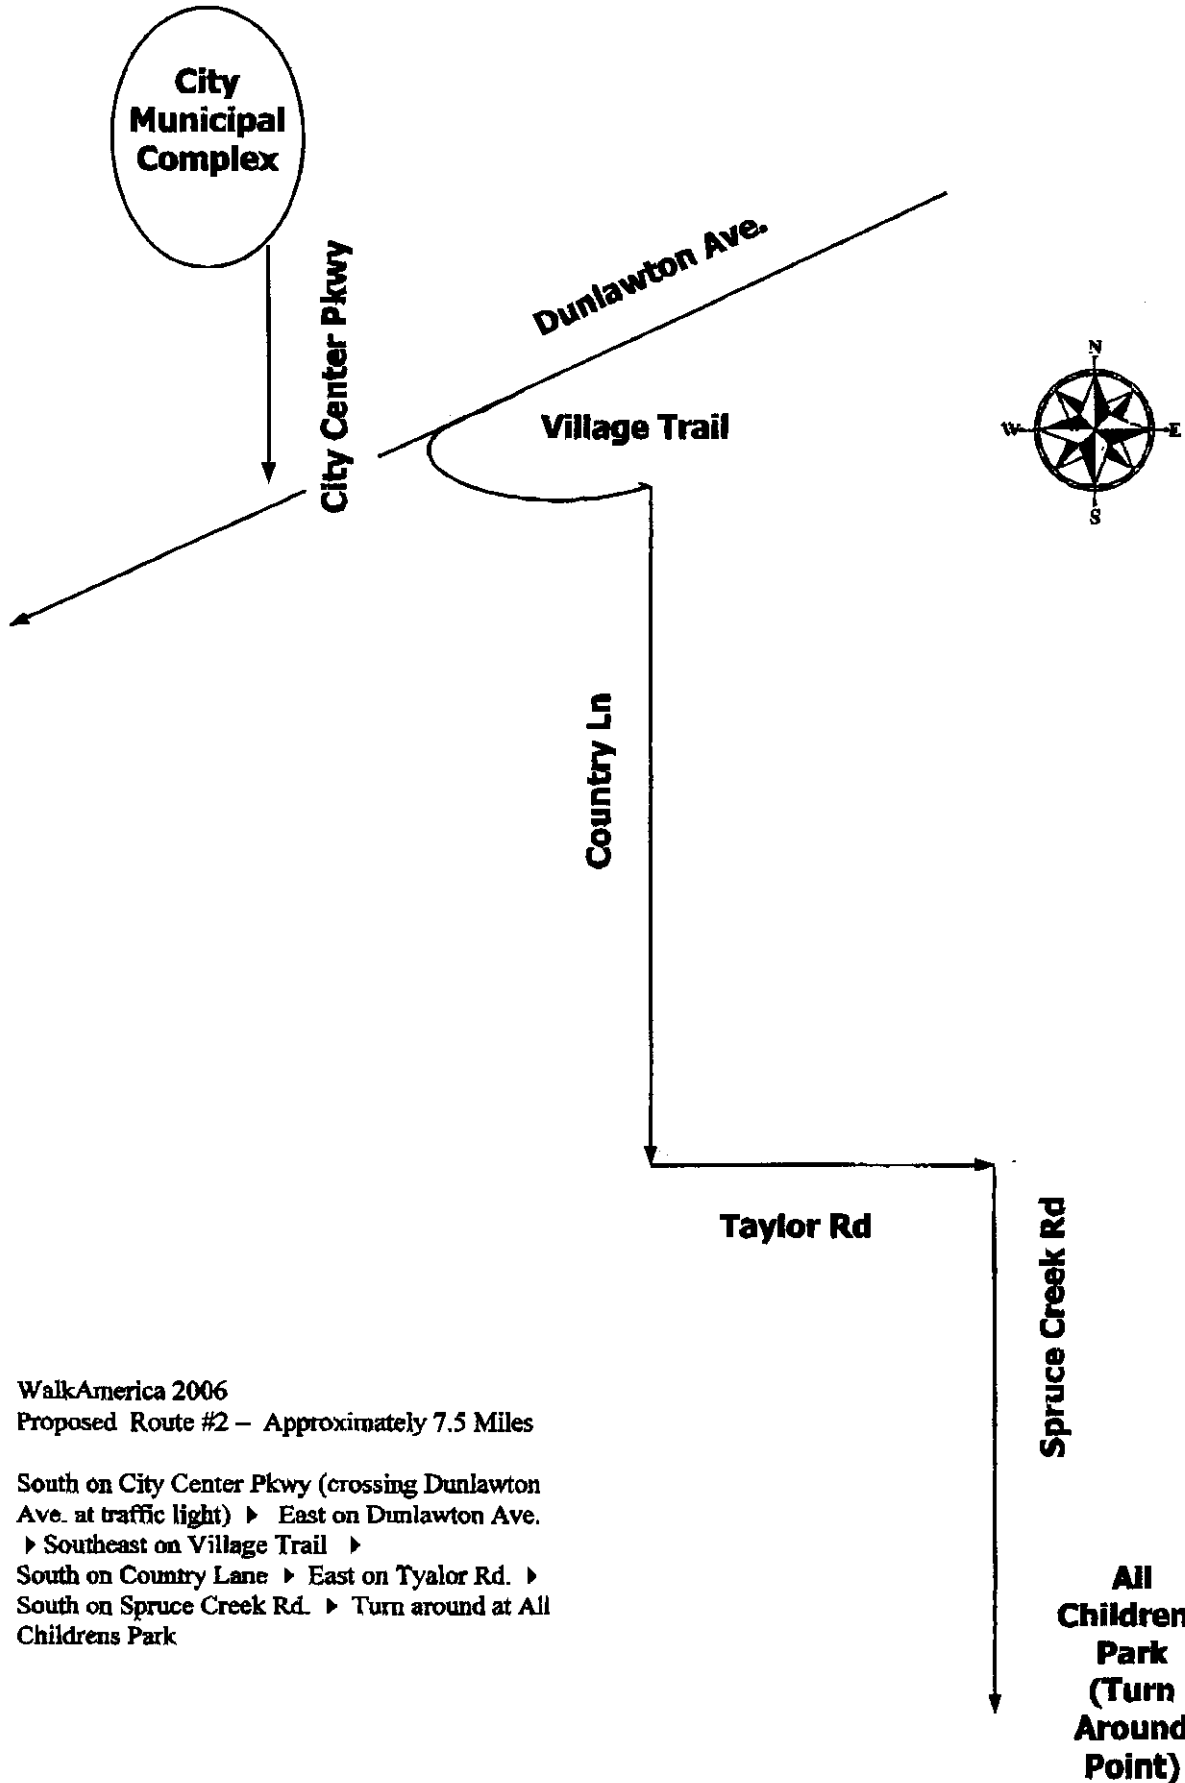 City
Municipal
Complex
City Center Pkwy
Dunlawton Ave.
Village Trail
N
W
E
S
Country Ln
Taylor Rd
Spruce Creek Rd
WalkAmerica 2006
Proposed Route #2 – Approximately 7.5 Miles
South on City Center Pkwy (crossing Dunlawton
Ave. at traffic light) ▶ East on Dunlawton Ave.
▶ Southeast on Village Trail ▶
South on Country Lane ▶ East on Tyalor Rd. ▶
South on Spruce Creek Rd. ▶ Turn around at All
Childrens Park
All
Children
Park
(Turn
Around
Point)